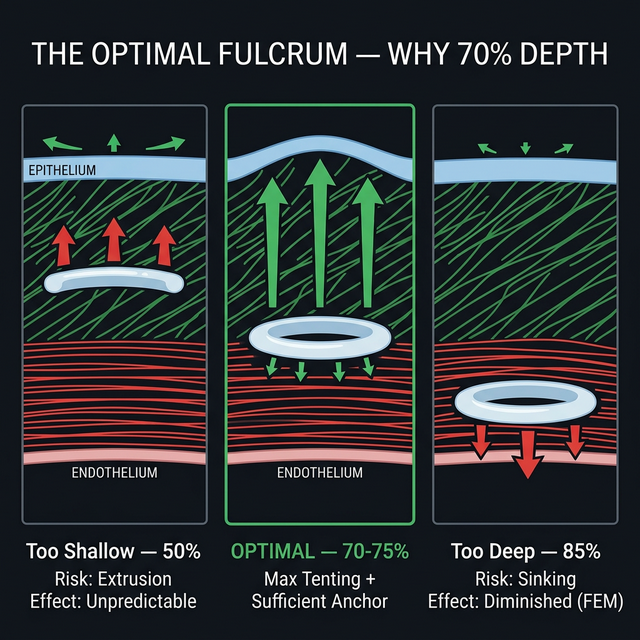 THE OPTIMAL FULCRUM — WHY 70% DEPTH
EPITHELIUM
ENDOTHELIUM
ENDOTHELIUM
Too Shallow — 50%
Risk: Extrusion
Effect: Unpredictable
OPTIMAL — 70-75%
Max Tenting +
Sufficient Anchor
Too Deep — 85%
Risk: Sinking
Effect: Diminished (FEM)